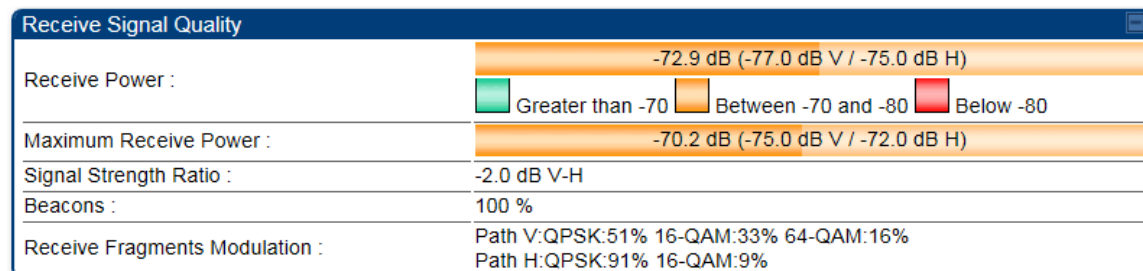 Receive Signal Quality
Receive Power :
-72.9 dB (-77.0 dB V / -75.0 dB H)
Greater than -70 Between -70 and -80 Below -80
Maximum Receive Power :
-70.2 dB (-75.0 dB V / -72.0 dB H)
Signal Strength Ratio :
-2.0 dB V-H
Beacons :
100 %
Receive Fragments Modulation :
Path V:QPSK:51% 16-QAM:33% 64-QAM:16%
Path H:QPSK:91% 16-QAM:9%